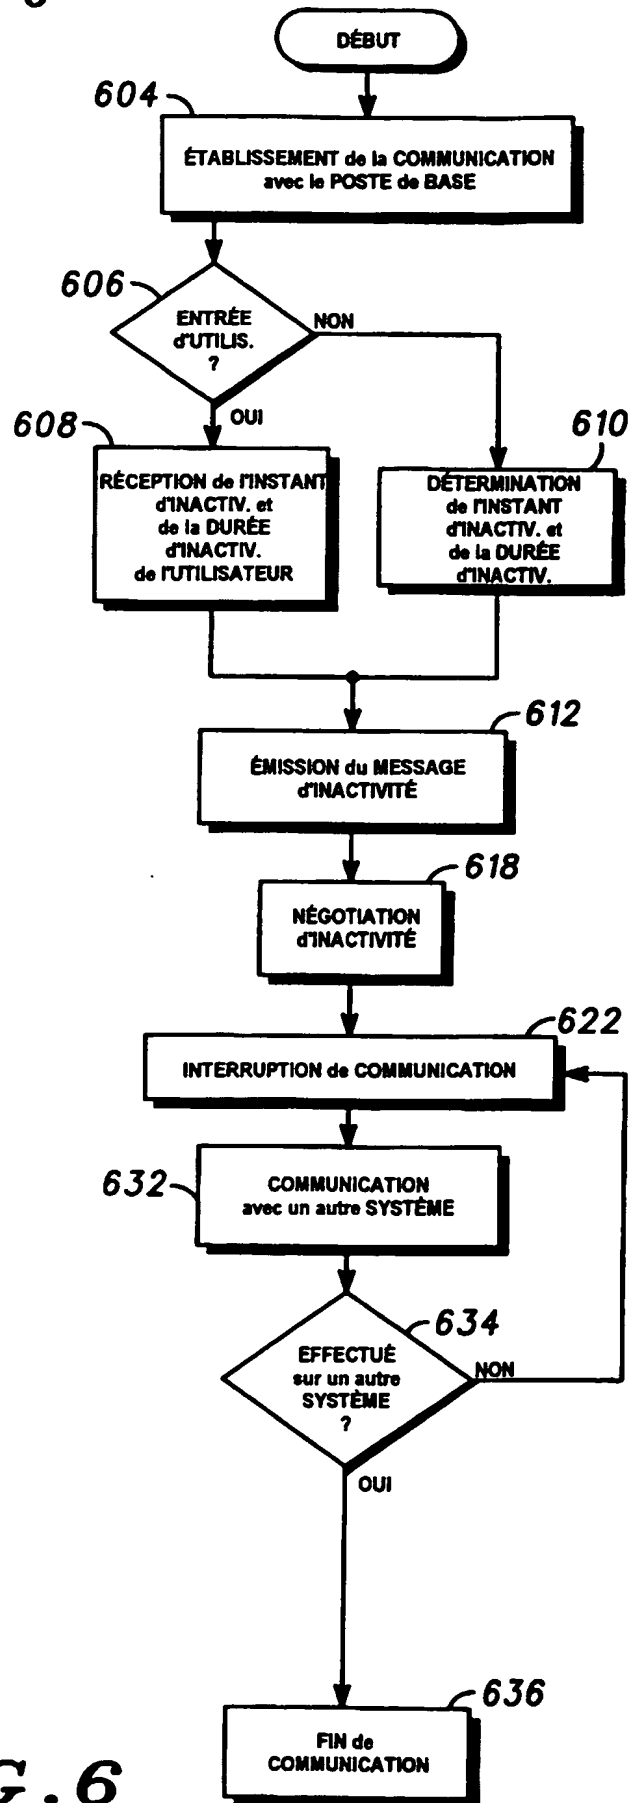 DÉBUT
604
ÉTABLISSEMENT de la COMMUNICATION
avec le POSTE de BASE
606
ENTRÉE
d'UTILIS.
?
NON
OUI
608
RÉCEPTION de l'INSTANT
d'INACTIV. et
de la DURÉE
d'INACTIV.
de l'UTILISATEUR
610
DÉTERMINATION
de l'INSTANT
d'INACTIV. et
de la DURÉE
d'INACTIV.
612
ÉMISSION du MESSAGE
d'INACTIVITÉ
618
NÉGOTIATION
d'INACTIVITÉ
622
INTERRUPTION de COMMUNICATION
632
COMMUNICATION
avec un autre SYSTÈME
634
EFFECTUÉ
sur un autre
SYSTÈME
?
NON
OUI
636
FIN de
COMMUNICATION
G.6